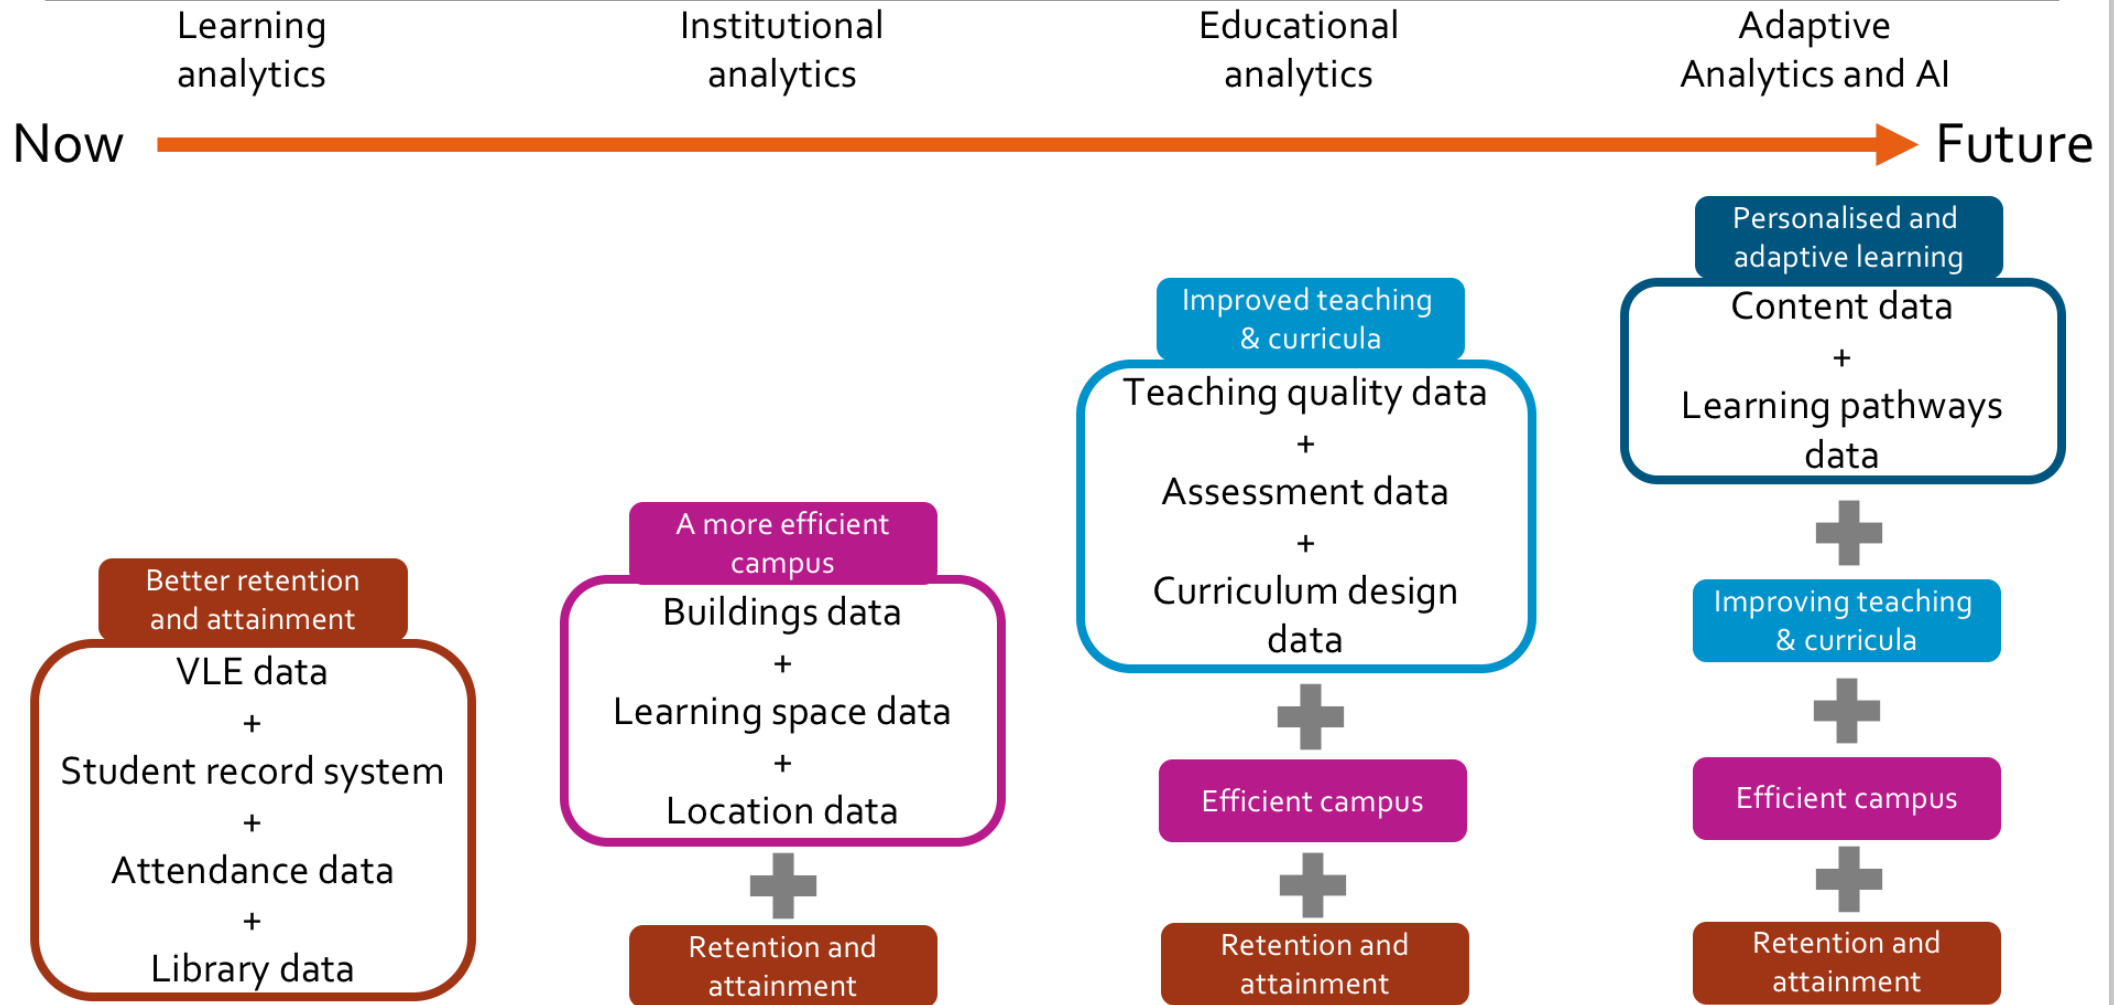 Learning
analytics
Institutional
analytics
Educational
analytics
Adaptive
Analytics and AI
Now
Future
Better retention
and attainment
VLE data
+
Student record system
+
Attendance data
+
Library data
A more efficient
campus
Buildings data
+
Learning space data
+
Location data
Retention and
attainment
Improved teaching
& curricula
Teaching quality data
+
Assessment data
+
Curriculum design
data
Efficient campus
Retention and
attainment
Personalised and
adaptive learning
Content data
+
Learning pathways
data
Improving teaching
& curricula
Efficient campus
Retention and
attainment